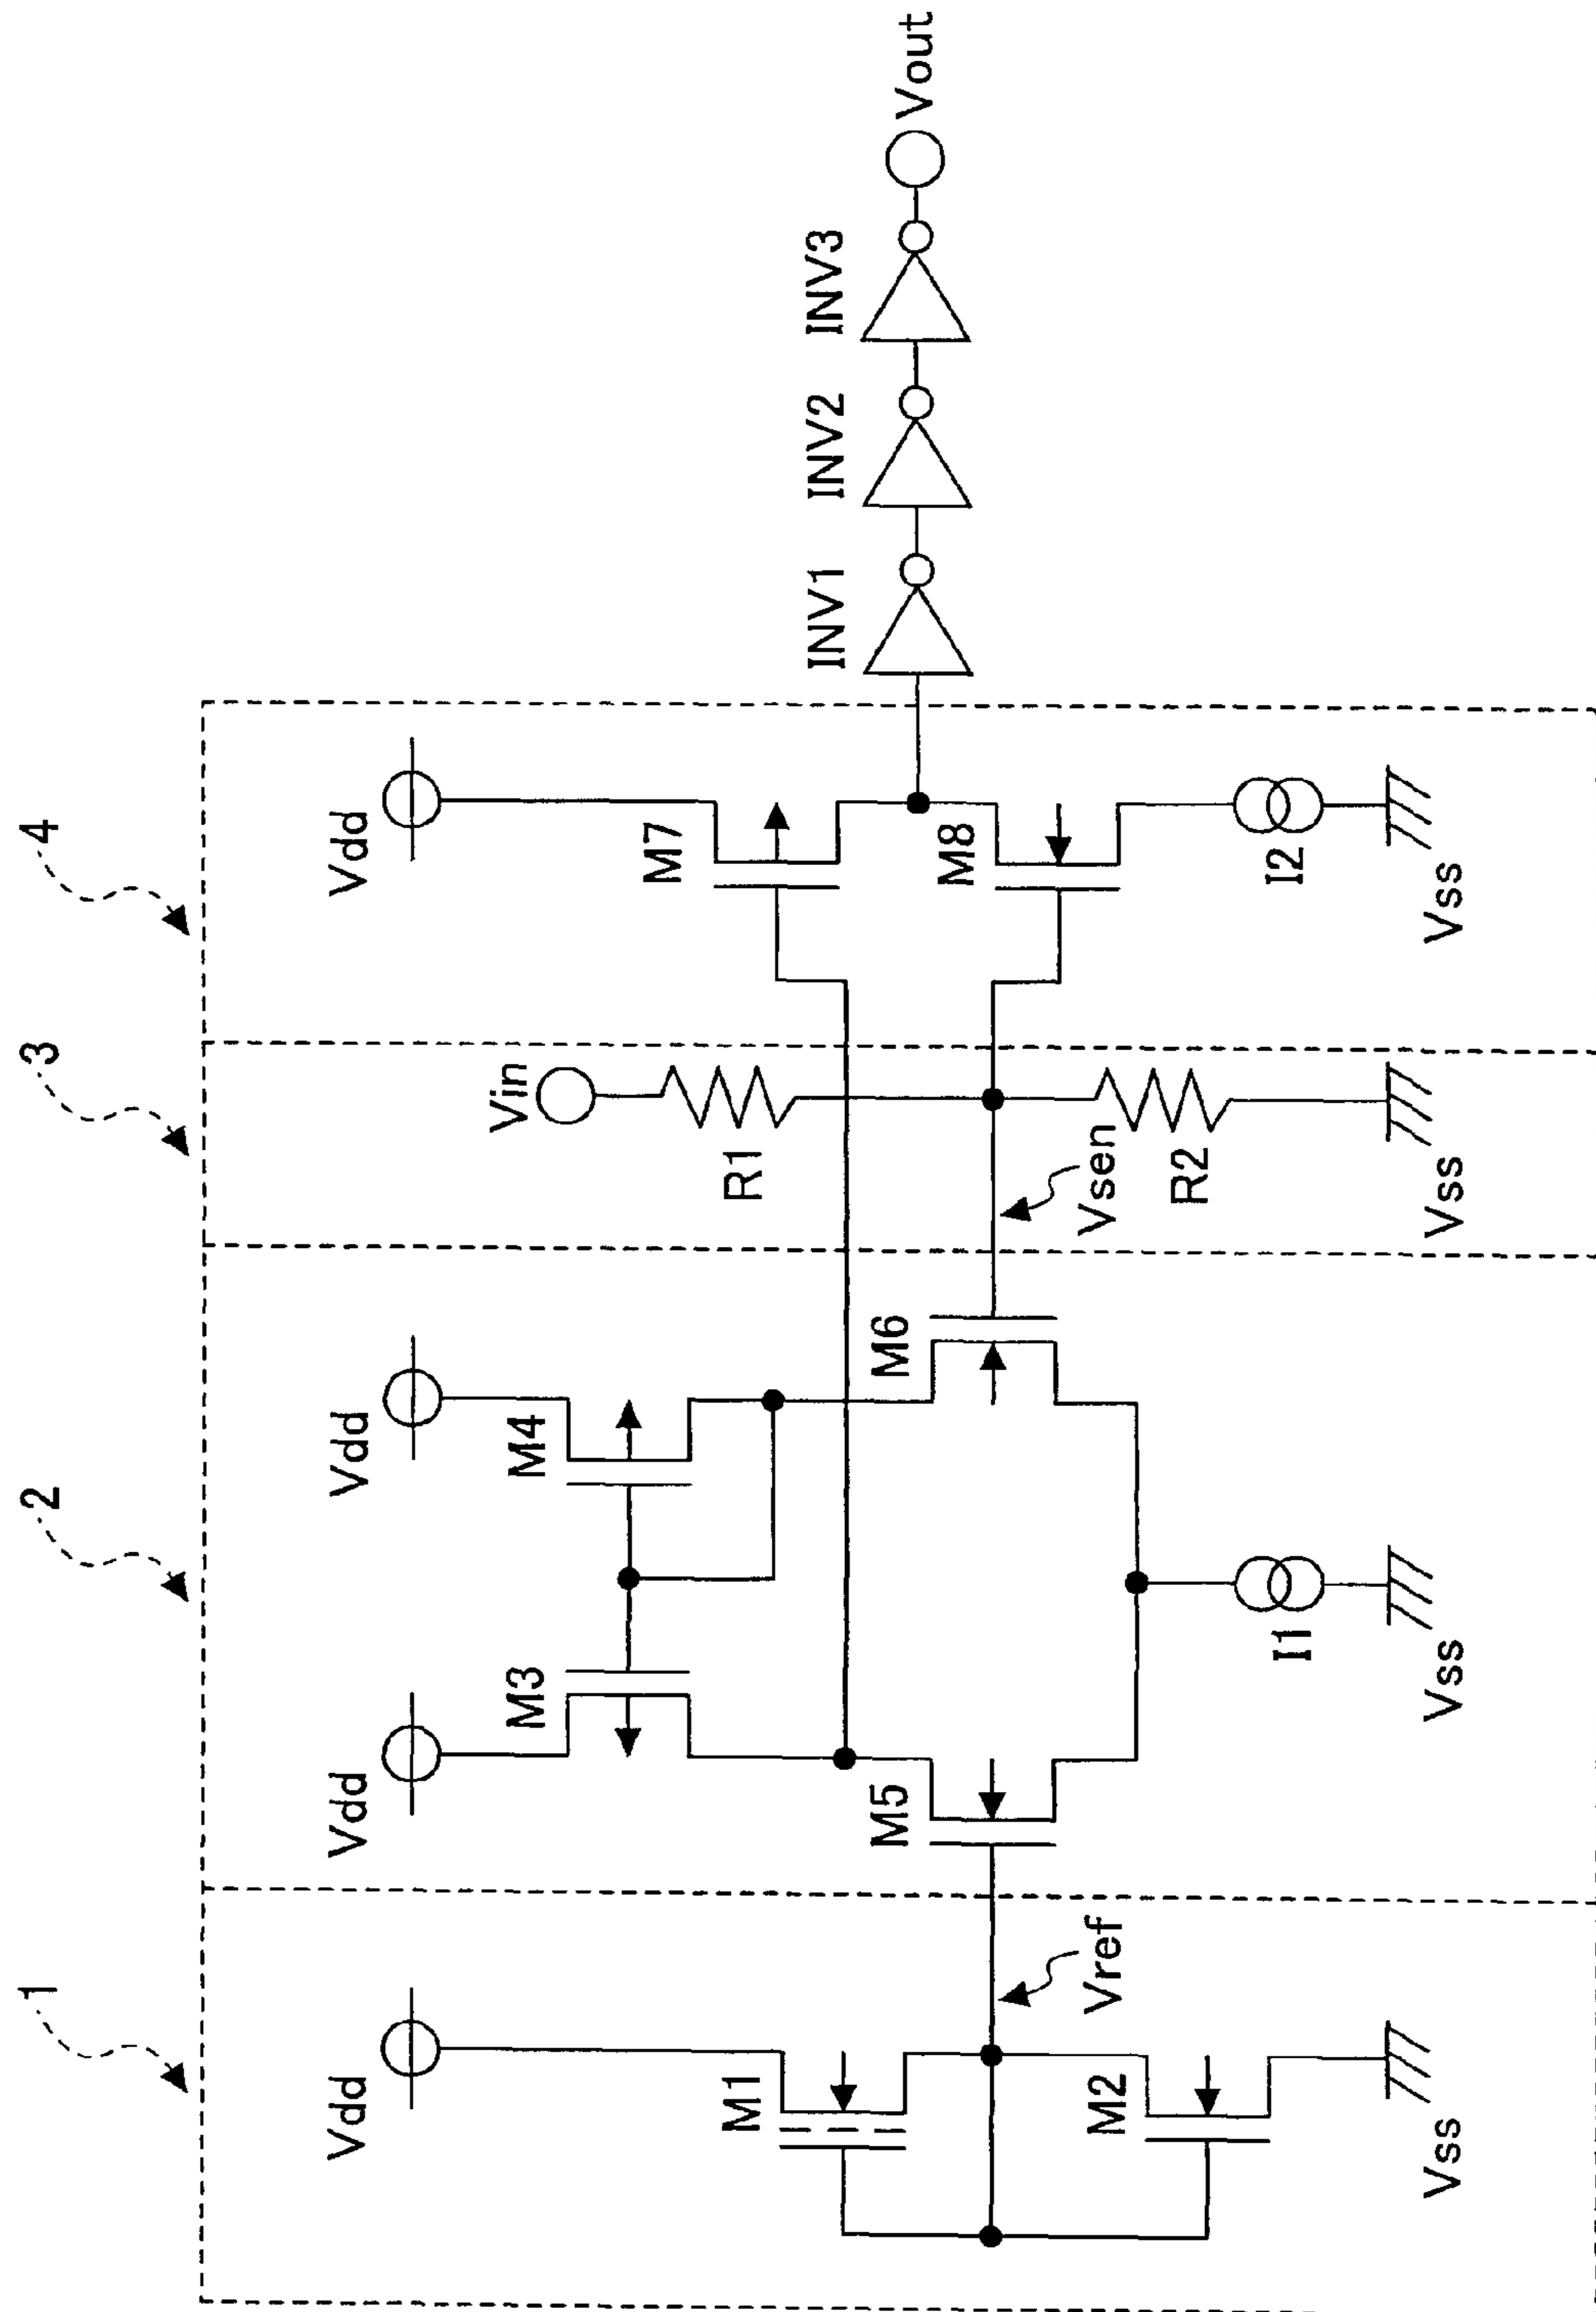 1
2
3
4
Vdd
Vdd
Vdd
Vdd
M3
M4
Vin
R1
M7
INV1
INV2
INV3
Vout
M1
M5
M6
M8
Vref
Vsen
M2
R2
I1
I2
Vss
Vss
Vss
Vss